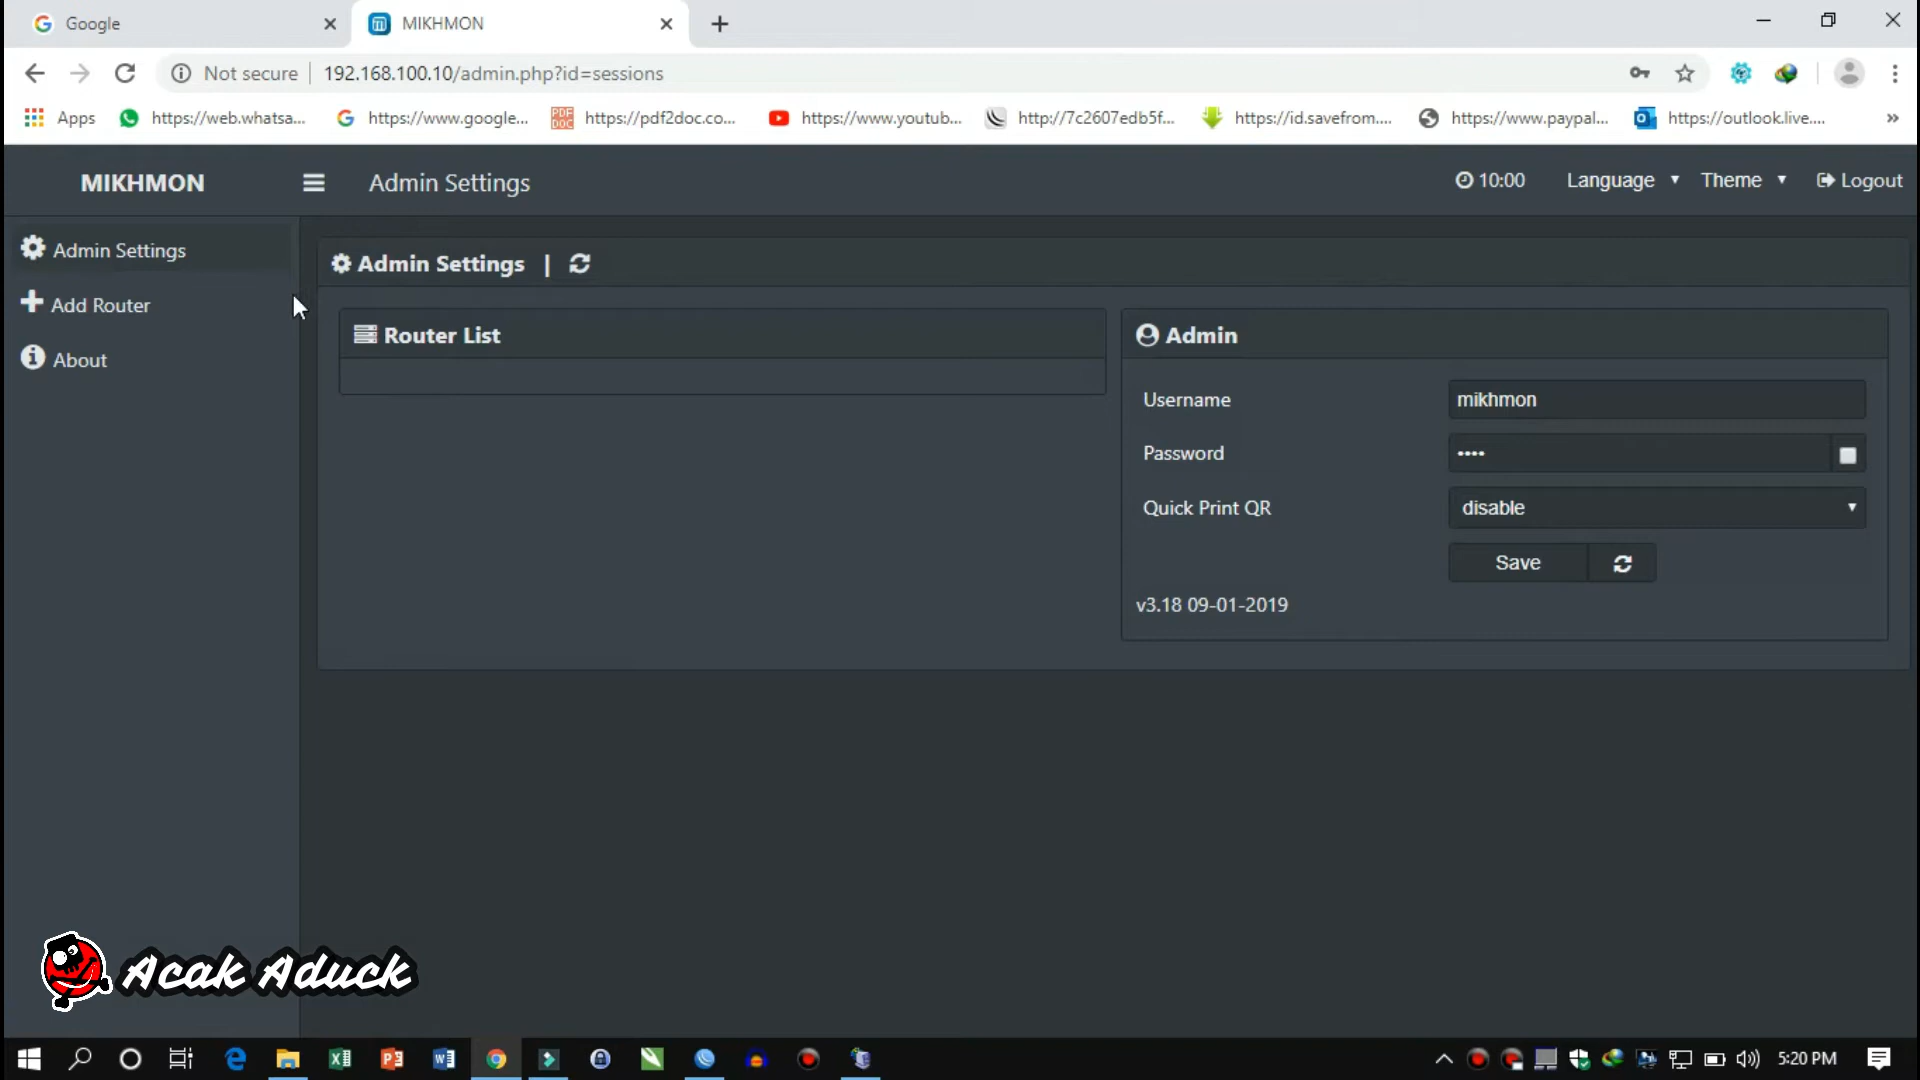 Google
MIKHMON
Not secure
192.168.100.10/admin.php?id=sessions
Apps
https://web.whatsa...
https://www.google...
https://pdf2doc.co...
https://www.youtub...
http://7c2607edb5f...
https://id.savefrom....
https://www.paypal...
https://outlook.live....
MIKHMON
Admin Settings
10:00
Language
Theme
Logout
Admin Settings
Add Router
About
Admin Settings |
Router List
Admin
Username
mikhmon
Password
••••
Quick Print QR
disable
Save
v3.18 09-01-2019
Acak Aduck
5:20 PM